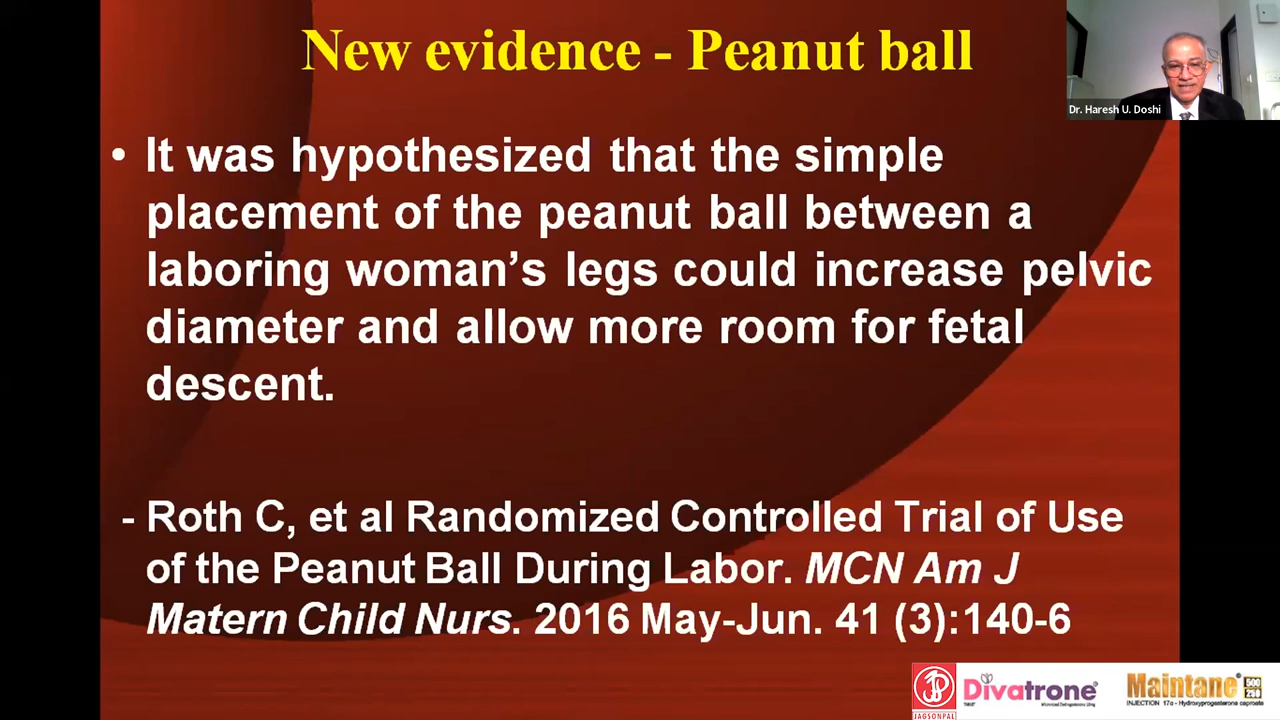 New evidence - Peanut ball
Dr. Haresh U. Doshi
• It was hypothesized that the simple
placement of the peanut ball between a
laboring woman’s legs could increase pelvic
diameter and allow more room for fetal
descent.
- Roth C, et al Randomized Controlled Trial of Use
of the Peanut Ball During Labor. MCN Am J
Matern Child Nurs. 2016 May-Jun. 41 (3):140-6
JAGSONPAL
Divatrone®
TABLET
Maintane®
500
250
INJECTION 17α - Hydroxyprogesterone caproate